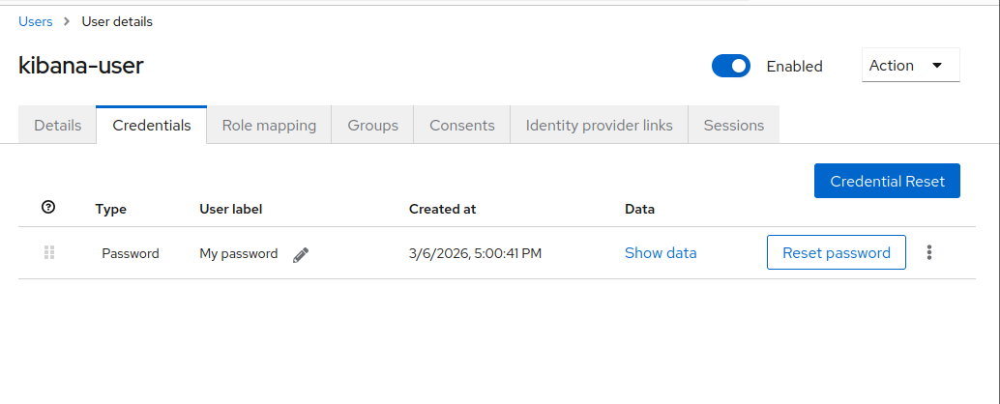 Users > User details
kibana-user
Enabled
Action
Details Credentials Role mapping Groups Consents Identity provider links Sessions
Credential Reset
? Type User label Created at Data
Password My password 3/6/2026, 5:00:41 PM Show data Reset password